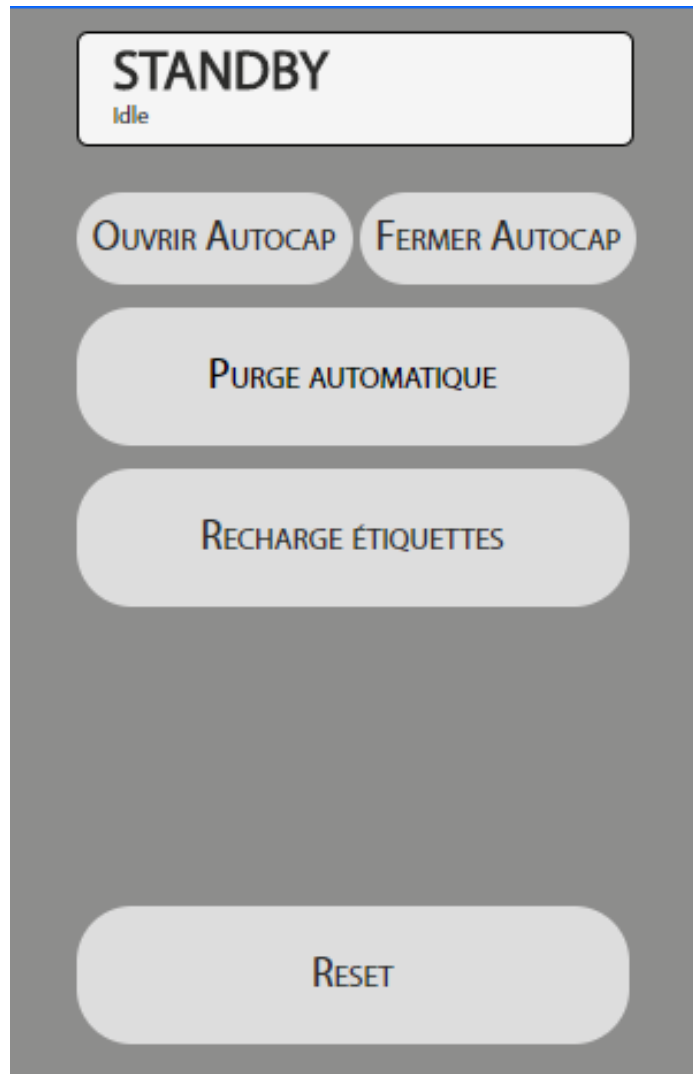 STANDBY
Idle
Ouvrir Autocap Fermer Autocap
Purge automatique
Recharge étiquettes
Reset